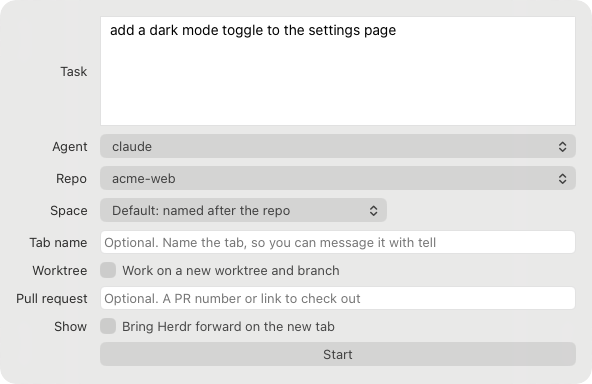 Task
add a dark mode toggle to the settings page
Agent
claude
Repo
acme-web
Space
Default: named after the repo
Tab name
Optional. Name the tab, so you can message it with tell
Worktree
Work on a new worktree and branch
Pull request
Optional. A PR number or link to check out
Show
Bring Herdr forward on the new tab
Start